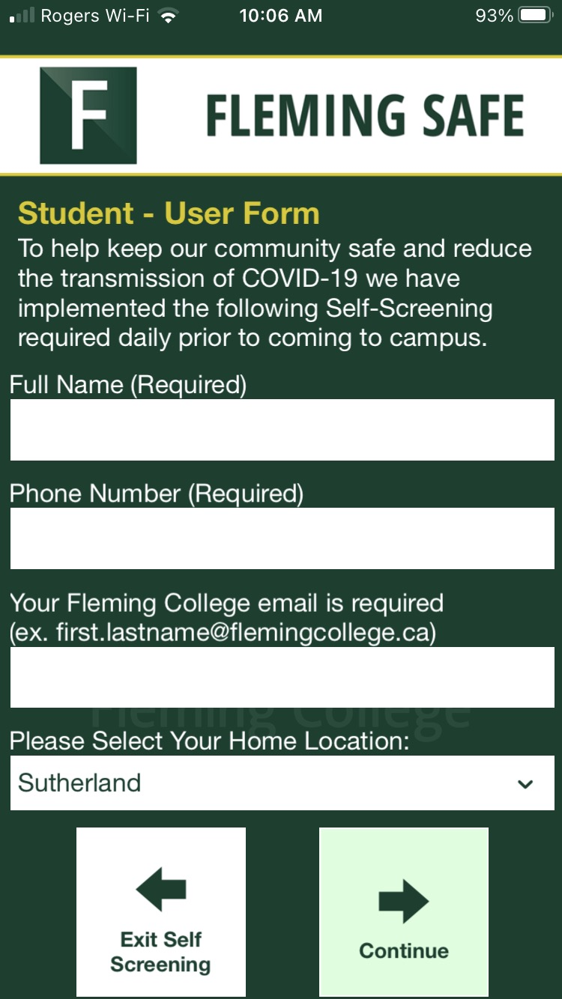 Rogers Wi-Fi 10:06 AM 93%
F FLEMING SAFE
Student - User Form
To help keep our community safe and reduce
the transmission of COVID-19 we have
implemented the following Self-Screening
required daily prior to coming to campus.
Full Name (Required)
Phone Number (Required)
Your Fleming College email is required
(ex. first.lastname@flemingcollege.ca)
Fleming College
Please Select Your Home Location:
Sutherland
Exit Self
Screening
Continue